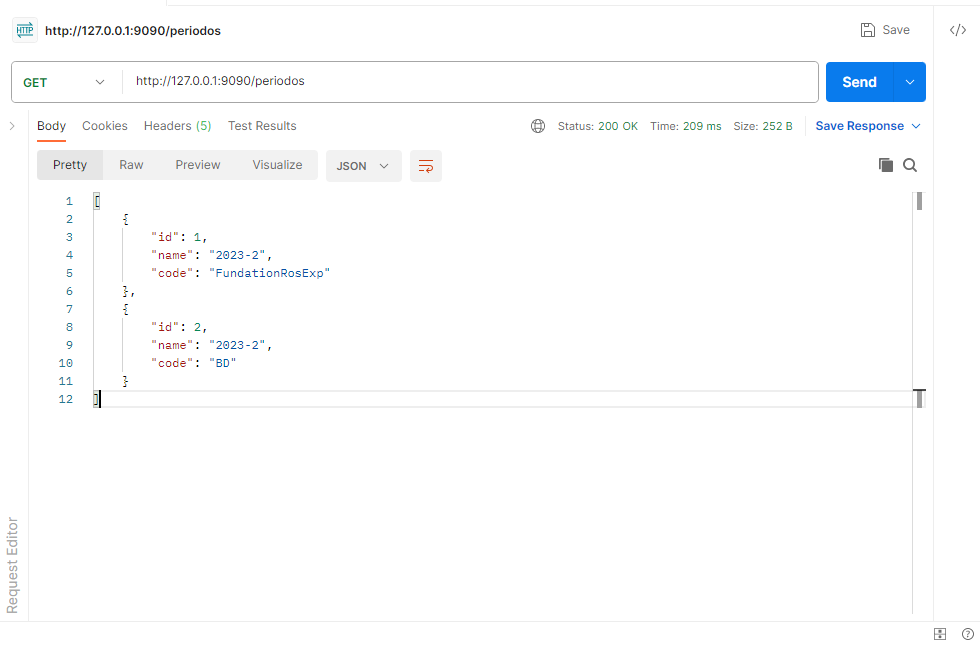 HTTP http://127.0.0.1:9090/periodos Save </>
GET http://127.0.0.1:9090/periodos Send
Body Cookies Headers (5) Test Results Status: 200 OK Time: 209 ms Size: 252 B Save Response
Pretty Raw Preview Visualize JSON
1 [
2 {
3 "id": 1,
4 "name": "2023-2",
5 "code": "FundationRosExp"
6 },
7 {
8 "id": 2,
9 "name": "2023-2",
10 "code": "BD"
11 }
12 ]
Request Editor